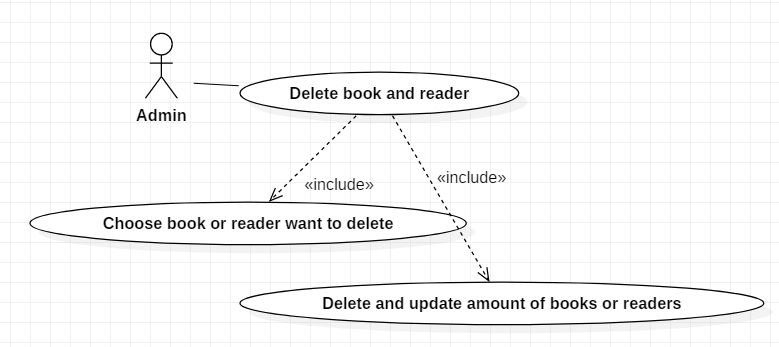 Delete book and reader
Admin
«include»
«include»
Choose book or reader want to delete
Delete and update amount of books or readers